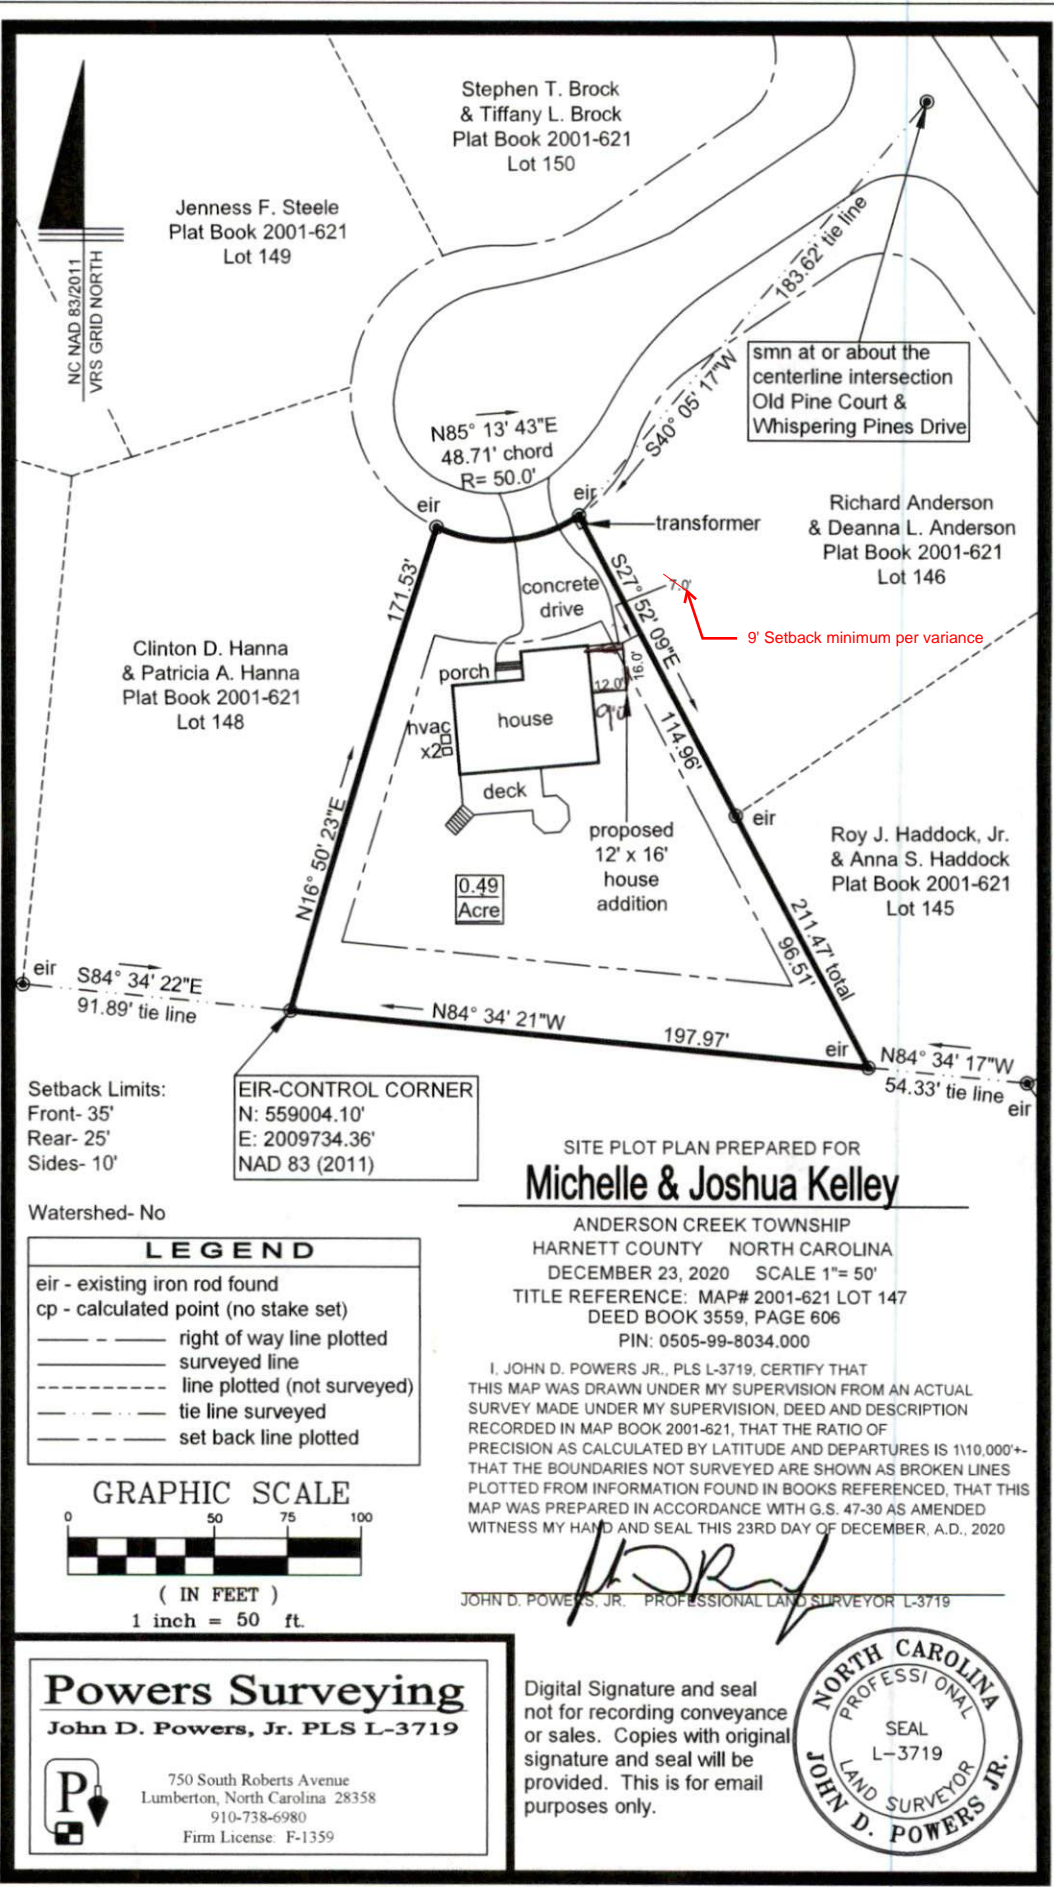 Stephen T. Brock
& Tiffany L. Brock
Plat Book 2001-621
Lot 150
Jenness F. Steele
Plat Book 2001-621
Lot 149
NC NAD 83/2011
VRS GRID NORTH
183.62' tie line
S40° 05' 17"W
smn at or about the
centerline intersection
Old Pine Court &
Whispering Pines Drive
N85° 13' 43"E
48.71' chord
R= 50.0'
eir
eir
transformer
Richard Anderson
& Deanna L. Anderson
Plat Book 2001-621
Lot 146
171.53'
concrete
drive
S27° 52' 09"E
7.0'
9' Setback minimum per variance
Clinton D. Hanna
& Patricia A. Hanna
Plat Book 2001-621
Lot 148
porch
16.0'
12.0'
9'0"
house
hvac
x2
114.96'
deck
eir
proposed
12' x 16'
house
addition
Roy J. Haddock, Jr.
& Anna S. Haddock
Plat Book 2001-621
Lot 145
N16° 50' 23"E
0.49
Acre
211.47' total
96.51'
eir
S84° 34' 22"E
91.89' tie line
N84° 34' 21"W
197.97'
eir
N84° 34' 17"W
54.33' tie line
eir
Setback Limits:
Front- 35'
Rear- 25'
Sides- 10'
EIR-CONTROL CORNER
N: 559004.10'
E: 2009734.36'
NAD 83 (2011)
Watershed- No
SITE PLOT PLAN PREPARED FOR
Michelle & Joshua Kelley
ANDERSON CREEK TOWNSHIP
HARNETT COUNTY NORTH CAROLINA
DECEMBER 23, 2020 SCALE 1"= 50'
TITLE REFERENCE: MAP# 2001-621 LOT 147
DEED BOOK 3559, PAGE 606
PIN: 0505-99-8034.000
LEGEND
eir - existing iron rod found
cp - calculated point (no stake set)
right of way line plotted
surveyed line
line plotted (not surveyed)
tie line surveyed
set back line plotted
I, JOHN D. POWERS JR., PLS L-3719, CERTIFY THAT
THIS MAP WAS DRAWN UNDER MY SUPERVISION FROM AN ACTUAL
SURVEY MADE UNDER MY SUPERVISION, DEED AND DESCRIPTION
RECORDED IN MAP BOOK 2001-621, THAT THE RATIO OF
PRECISION AS CALCULATED BY LATITUDE AND DEPARTURES IS 1\10,000'+-
THAT THE BOUNDARIES NOT SURVEYED ARE SHOWN AS BROKEN LINES
PLOTTED FROM INFORMATION FOUND IN BOOKS REFERENCED, THAT THIS
MAP WAS PREPARED IN ACCORDANCE WITH G.S. 47-30 AS AMENDED
WITNESS MY HAND AND SEAL THIS 23RD DAY OF DECEMBER, A.D., 2020
JOHN D. POWERS, JR. PROFESSIONAL LAND SURVEYOR L-3719
GRAPHIC SCALE
0 50 75 100
( IN FEET )
1 inch = 50 ft.
Powers Surveying
John D. Powers, Jr. PLS L-3719
P
750 South Roberts Avenue
Lumberton, North Carolina 28358
910-738-6980
Firm License: F-1359
Digital Signature and seal
not for recording conveyance
or sales. Copies with original
signature and seal will be
provided. This is for email
purposes only.
NORTH CAROLINA
PROFESSIONAL
SEAL
L-3719
LAND SURVEYOR
JOHN D. POWERS JR.